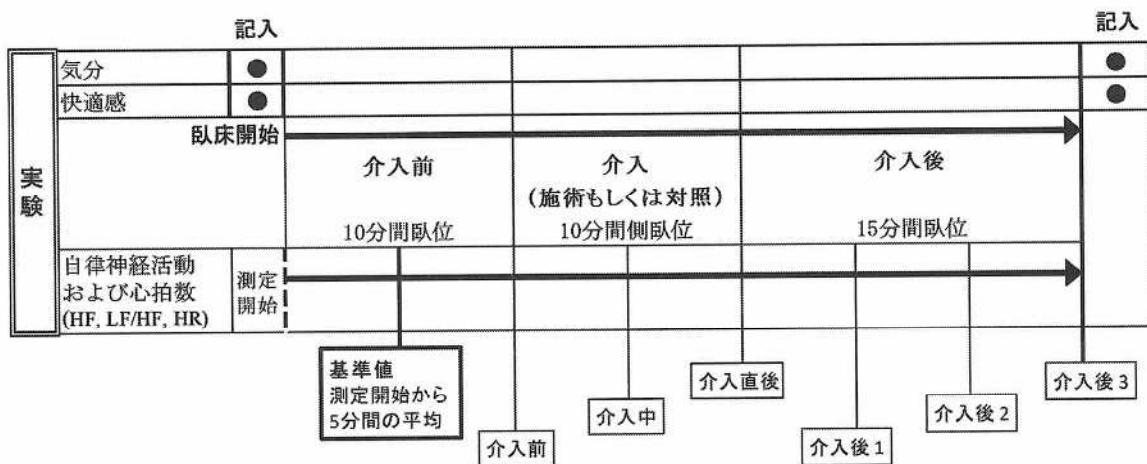 記入
記入
実験
気分 ●
●
快適感 ●
●
臥床開始
介入前
介入
介入後
(施術もしくは対照)
10分間臥位
10分間側臥位
15分間臥位
自律神経活動
および心拍数
(HF, LF/HF, HR)
測定
開始
基準値
測定開始から
5分間の平均
介入前
介入中
介入直後
介入後1
介入後2
介入後3